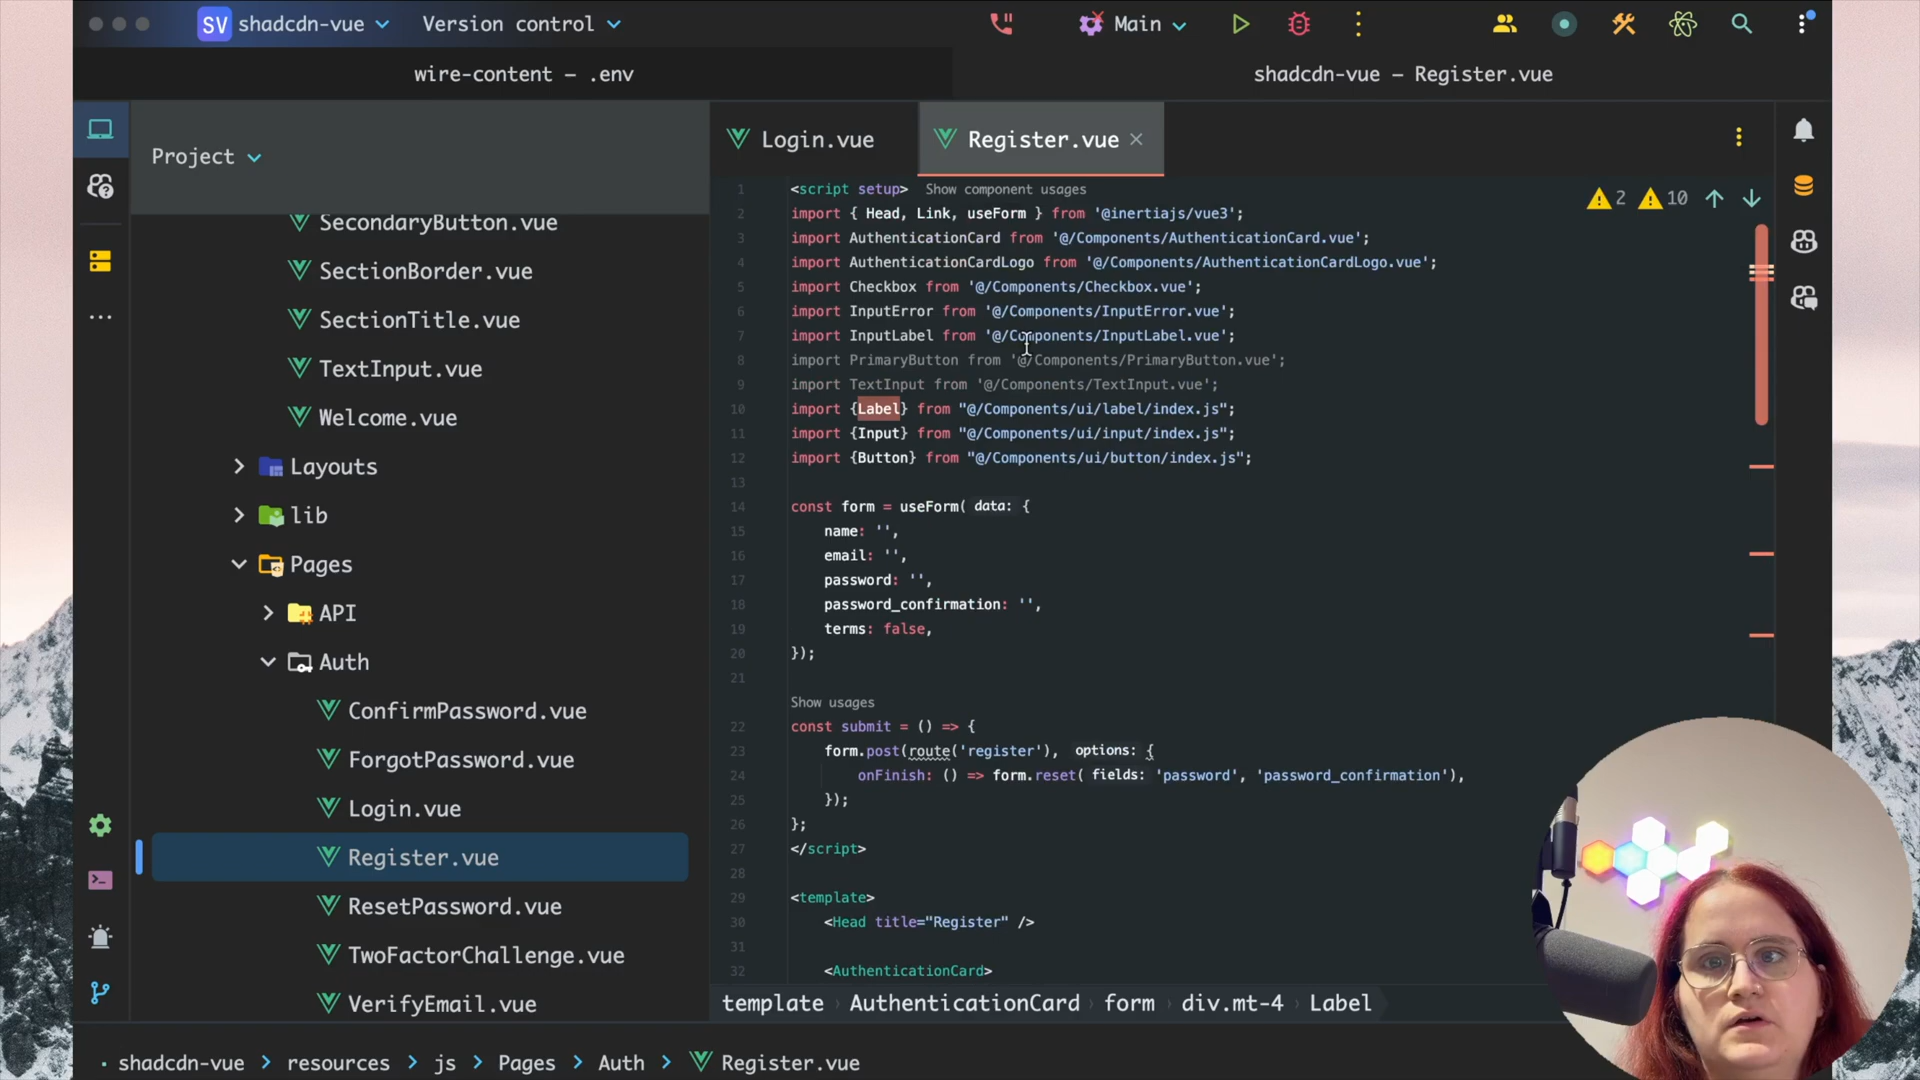 SV shadcdn-vue Version control Main
wire-content – .env shadcdn-vue – Register.vue
Project
SecondaryButton.vue
SectionBorder.vue
SectionTitle.vue
TextInput.vue
Welcome.vue
Layouts
lib
Pages
API
Auth
ConfirmPassword.vue
ForgotPassword.vue
Login.vue
Register.vue
ResetPassword.vue
TwoFactorChallenge.vue
VerifyEmail.vue
Login.vue Register.vue
2 10
1 <script setup> Show component usages
2 import { Head, Link, useForm } from '@inertiajs/vue3';
3 import AuthenticationCard from '@/Components/AuthenticationCard.vue';
4 import AuthenticationCardLogo from '@/Components/AuthenticationCardLogo.vue';
5 import Checkbox from '@/Components/Checkbox.vue';
6 import InputError from '@/Components/InputError.vue';
7 import InputLabel from '@/Components/InputLabel.vue';
8 import PrimaryButton from '@/Components/PrimaryButton.vue';
9 import TextInput from '@/Components/TextInput.vue';
10 import {Label} from "@/Components/ui/label/index.js";
11 import {Input} from "@/Components/ui/input/index.js";
12 import {Button} from "@/Components/ui/button/index.js";
13
14 const form = useForm( data: {
15 name: '',
16 email: '',
17 password: '',
18 password_confirmation: '',
19 terms: false,
20 });
21
Show usages
22 const submit = () => {
23 form.post(route('register'), options: {
24 onFinish: () => form.reset( fields: 'password', 'password_confirmation'),
25 });
26 };
27 </script>
28
29 <template>
30 <Head title="Register" />
31
32 <AuthenticationCard>
template AuthenticationCard form div.mt-4 Label
shadcdn-vue > resources > js > Pages > Auth > Register.vue